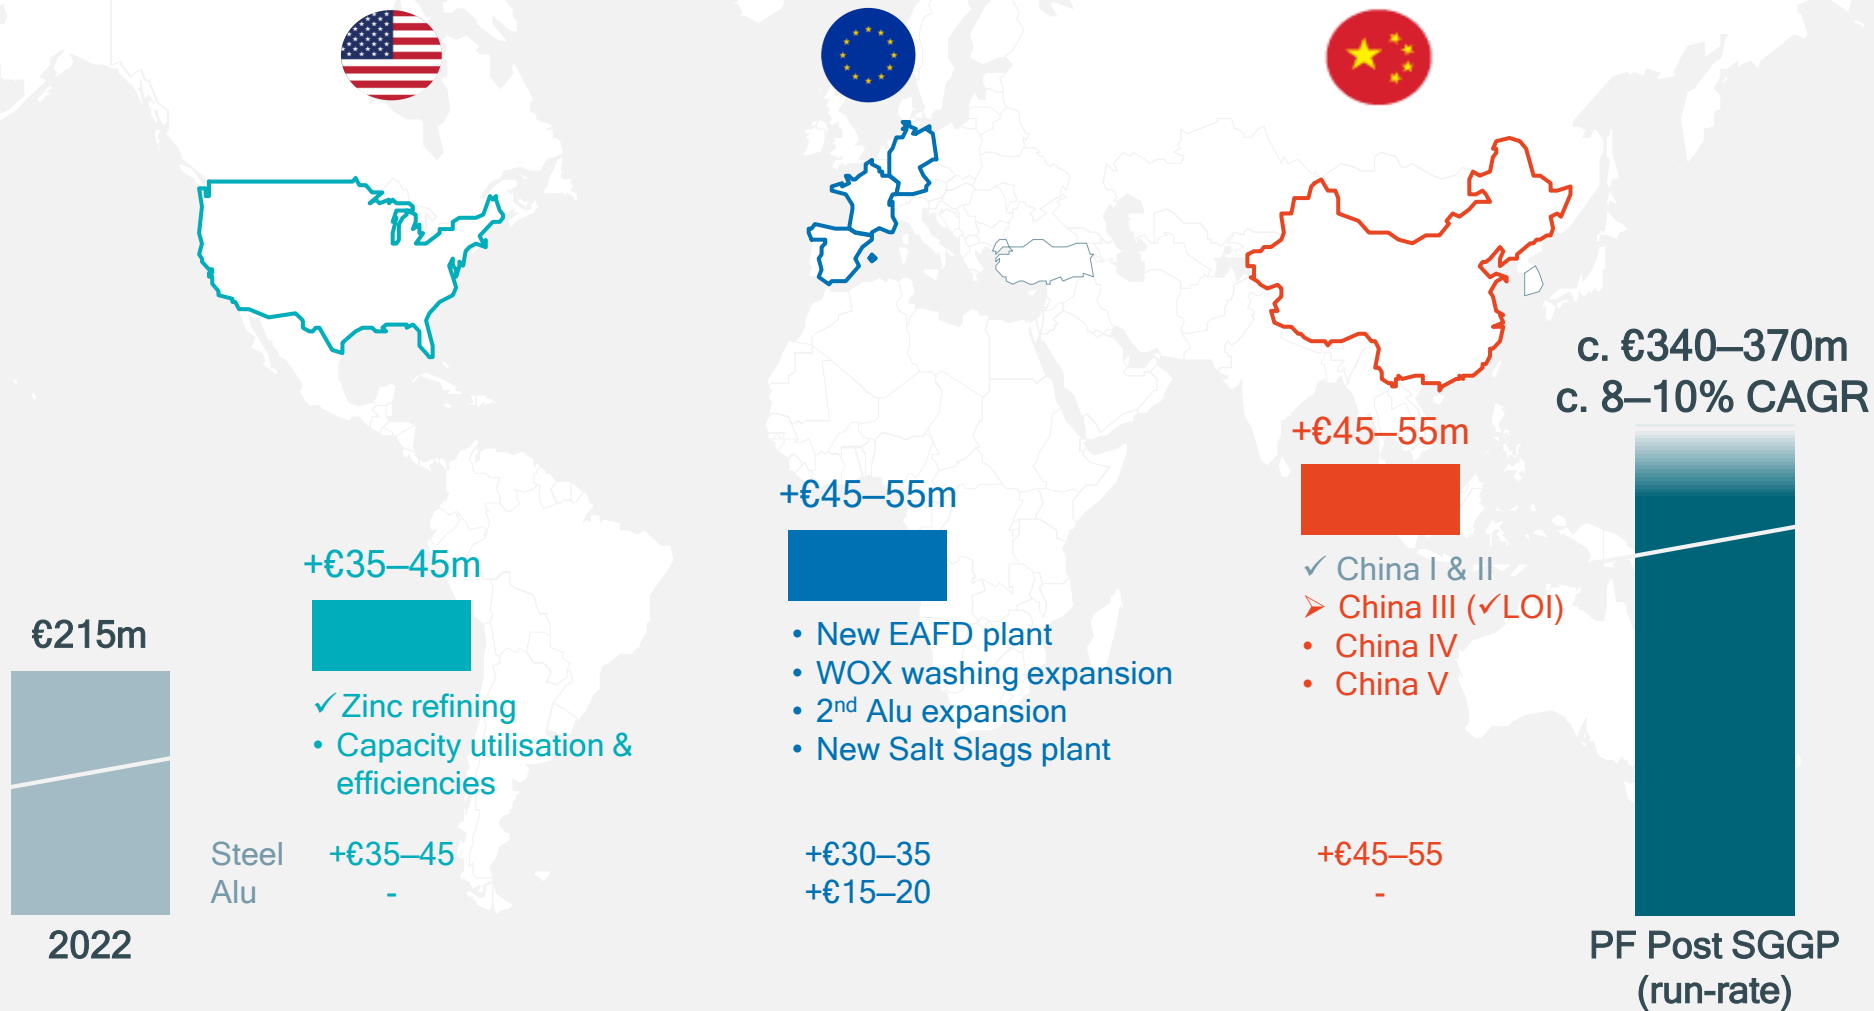 c. €340–370m
c. 8–10% CAGR
+€45–55m
+€45–55m
+€35–45m
€215m
✓ Zinc refining
• Capacity utilisation &
efficiencies
• New EAFD plant
• WOX washing expansion
• 2nd Alu expansion
• New Salt Slags plant
✓ China I & II
➢ China III (✓LOI)
• China IV
• China V
Steel +€35–45 +€30–35 +€45–55
Alu - +€15–20 -
2022
PF Post SGGP
(run-rate)